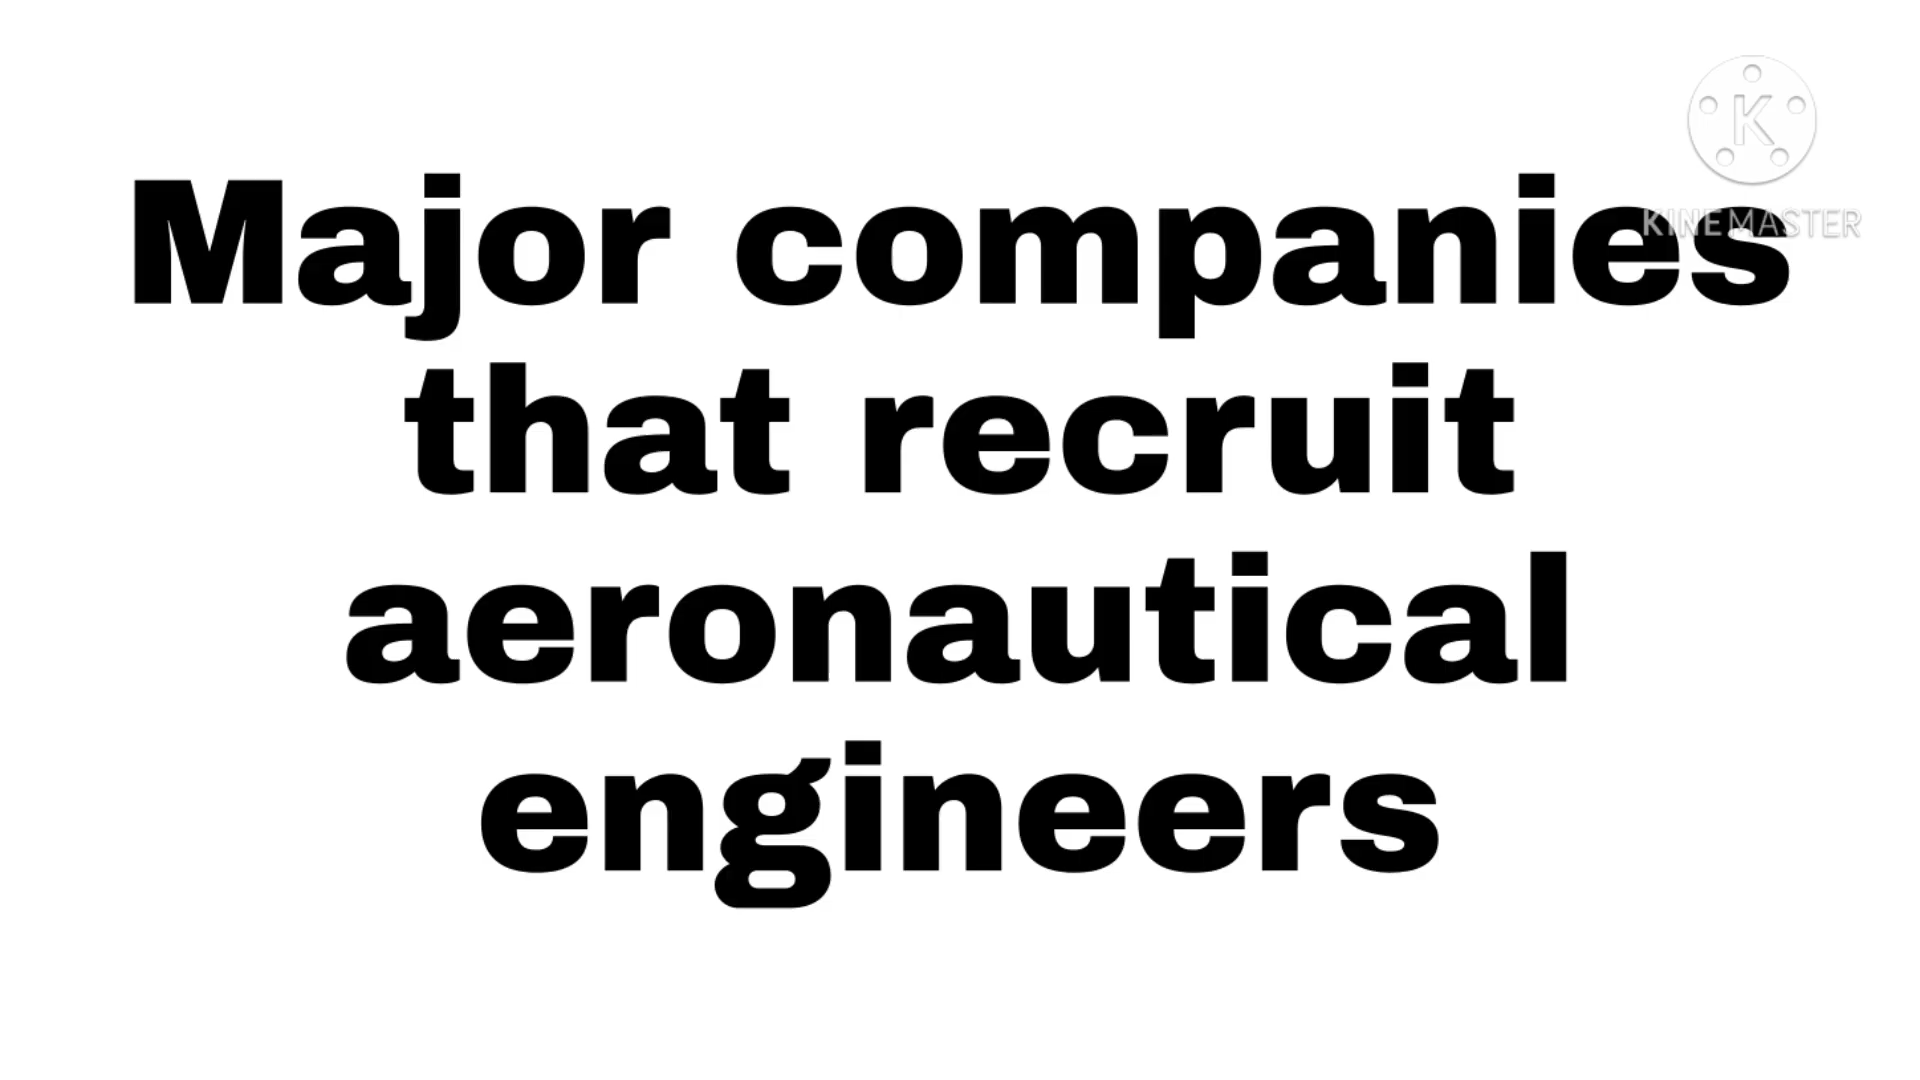 Major companies
that recruit
aeronautical
engineers
K
KINEMASTER